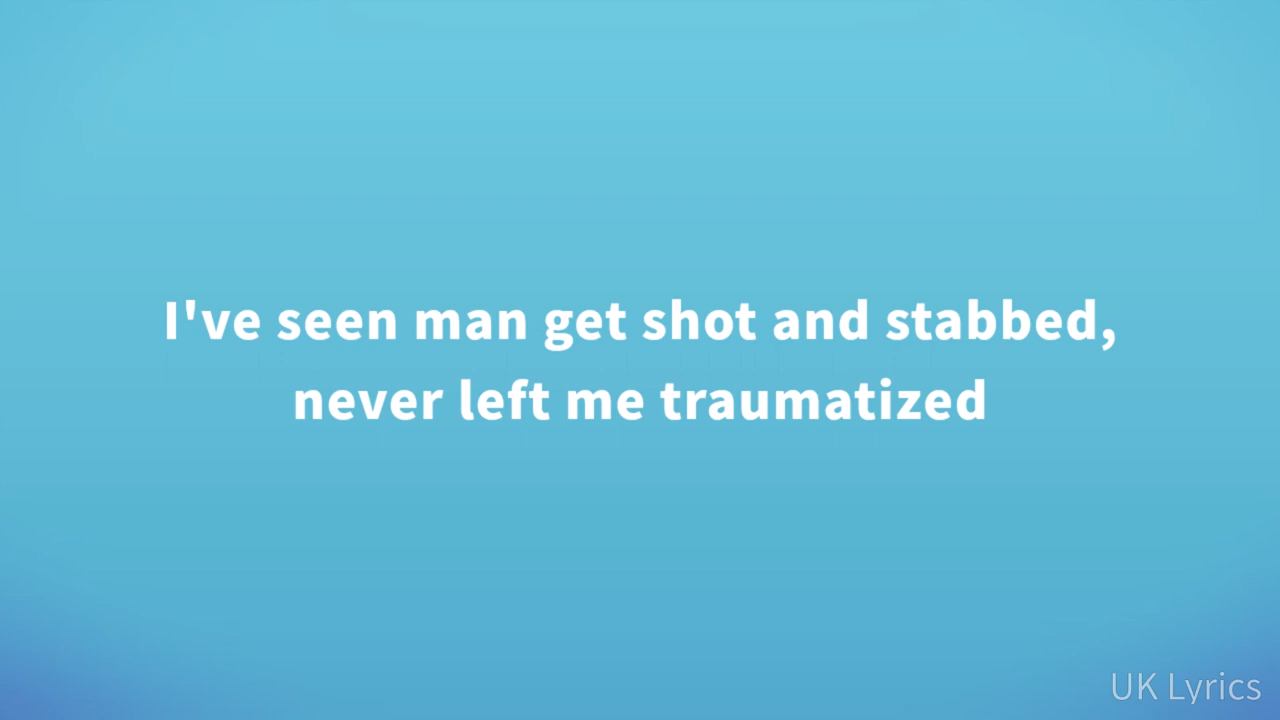 I've seen man get shot and stabbed,
never left me traumatized
UK Lyrics